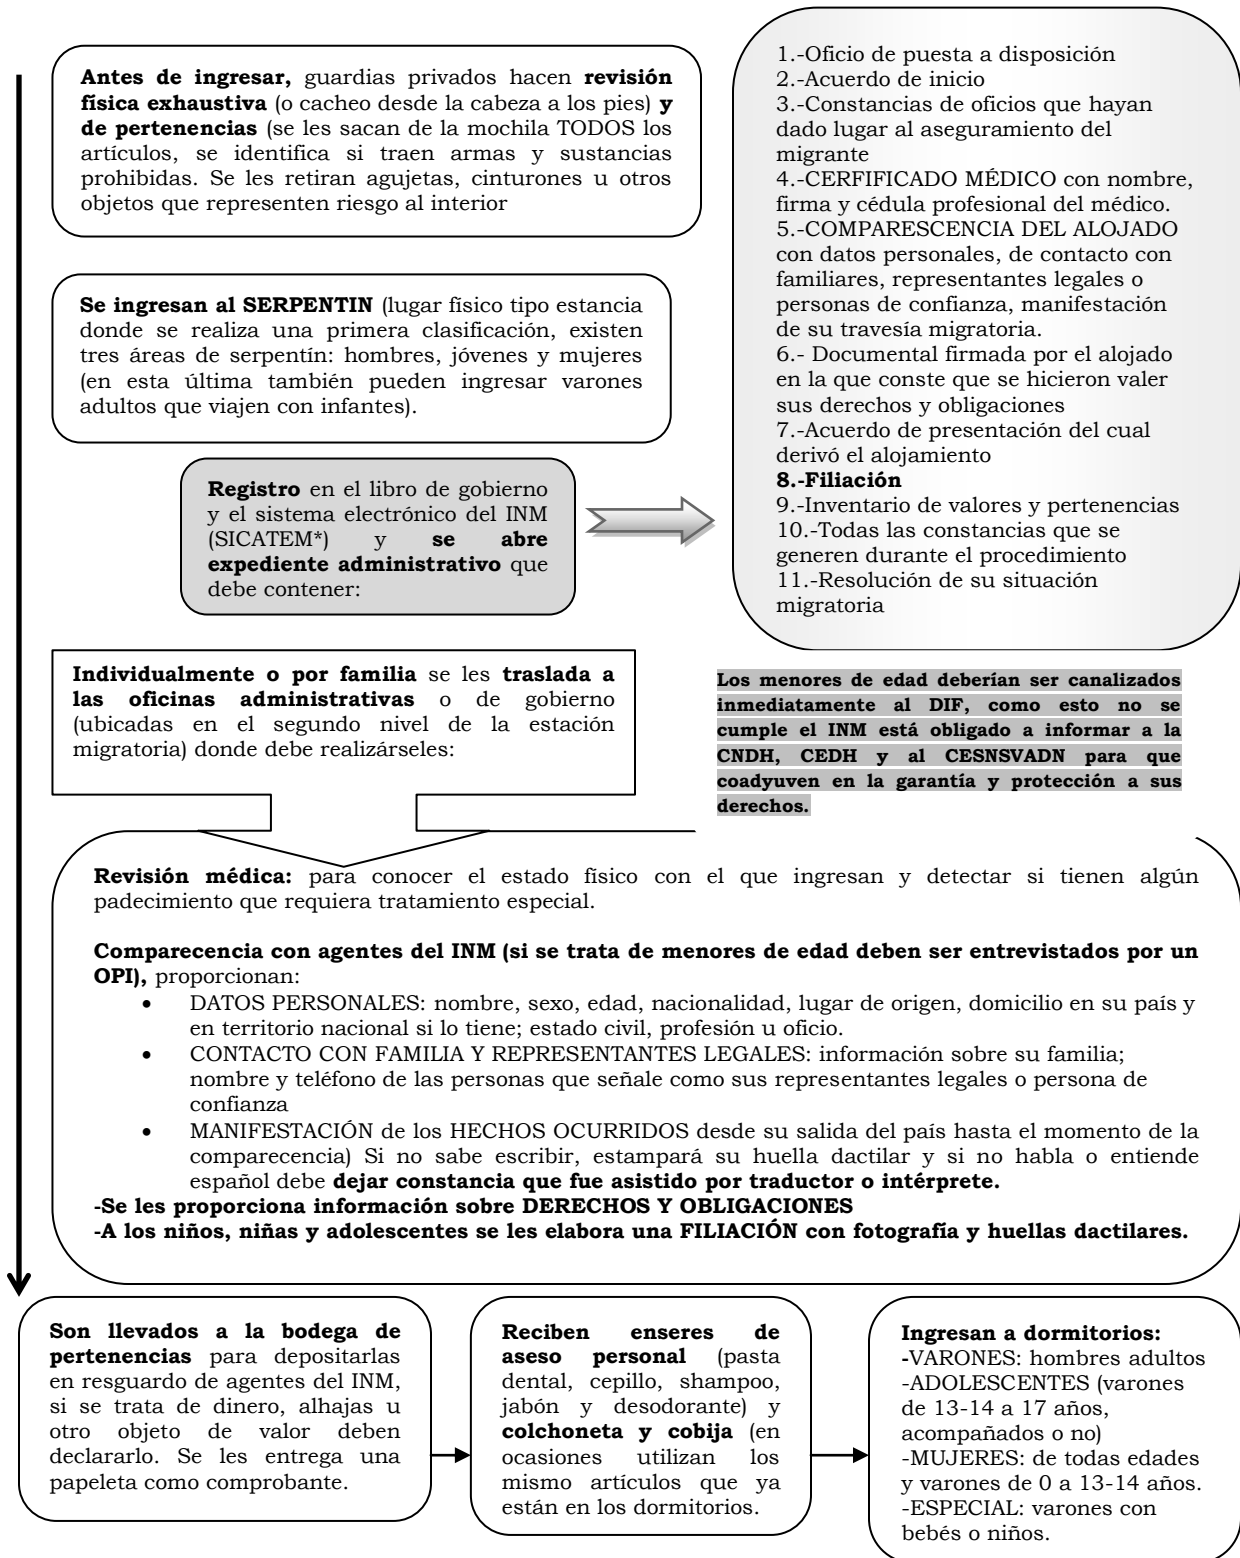 Antes de ingresar, guardias privados hacen revisión
física exhaustiva (o cacheo desde la cabeza a los pies) y
de pertenencias (se les sacan de la mochila TODOS los
artículos, se identifica si traen armas y sustancias
prohibidas. Se les retiran agujetas, cinturones u otros
objetos que representen riesgo al interior
Se ingresan al SERPENTIN (lugar físico tipo estancia
donde se realiza una primera clasificación, existen
tres áreas de serpentín: hombres, jóvenes y mujeres
(en esta última también pueden ingresar varones
adultos que viajen con infantes).
Registro en el libro de gobierno
y el sistema electrónico del INM
(SICATEM*) y se abre
expediente administrativo que
debe contener:
1.-Oficio de puesta a disposición
2.-Acuerdo de inicio
3.-Constancias de oficios que hayan
dado lugar al aseguramiento del
migrante
4.-CERFIFICADO MÉDICO con nombre,
firma y cédula profesional del médico.
5.-COMPARESCENCIA DEL ALOJADO
con datos personales, de contacto con
familiares, representantes legales o
personas de confianza, manifestación
de su travesía migratoria.
6.- Documental firmada por el alojado
en la que conste que se hicieron valer
sus derechos y obligaciones
7.-Acuerdo de presentación del cual
derivó el alojamiento
8.-Filiación
9.-Inventario de valores y pertenencias
10.-Todas las constancias que se
generen durante el procedimiento
11.-Resolución de su situación
migratoria
Individualmente o por familia se les traslada a
las oficinas administrativas o de gobierno
(ubicadas en el segundo nivel de la estación
migratoria) donde debe realizárseles:
Los menores de edad deberían ser canalizados
inmediatamente al DIF, como esto no se
cumple el INM está obligado a informar a la
CNDH, CEDH y al CESNSVADN para que
coadyuven en la garantía y protección a sus
derechos.
Revisión médica: para conocer el estado físico con el que ingresan y detectar si tienen algún
padecimiento que requiera tratamiento especial.
Comparecencia con agentes del INM (si se trata de menores de edad deben ser entrevistados por un
OPI), proporcionan:
• DATOS PERSONALES: nombre, sexo, edad, nacionalidad, lugar de origen, domicilio en su país y
en territorio nacional si lo tiene; estado civil, profesión u oficio.
• CONTACTO CON FAMILIA Y REPRESENTANTES LEGALES: información sobre su familia;
nombre y teléfono de las personas que señale como sus representantes legales o persona de
confianza
• MANIFESTACIÓN de los HECHOS OCURRIDOS desde su salida del país hasta el momento de la
comparecencia) Si no sabe escribir, estampará su huella dactilar y si no habla o entiende
español debe dejar constancia que fue asistido por traductor o intérprete.
-Se les proporciona información sobre DERECHOS Y OBLIGACIONES
-A los niños, niñas y adolescentes se les elabora una FILIACIÓN con fotografía y huellas dactilares.
Son llevados a la bodega de
pertenencias para depositarlas
en resguardo de agentes del INM,
si se trata de dinero, alhajas u
otro objeto de valor deben
declararlo. Se les entrega una
papeleta como comprobante.
Reciben enseres de
aseso personal (pasta
dental, cepillo, shampoo,
jabón y desodorante) y
colchoneta y cobija (en
ocasiones utilizan los
mismo artículos que ya
están en los dormitorios.
Ingresan a dormitorios:
-VARONES: hombres adultos
-ADOLESCENTES (varones
de 13-14 a 17 años,
acompañados o no)
-MUJERES: de todas edades
y varones de 0 a 13-14 años.
-ESPECIAL: varones con
bebés o niños.